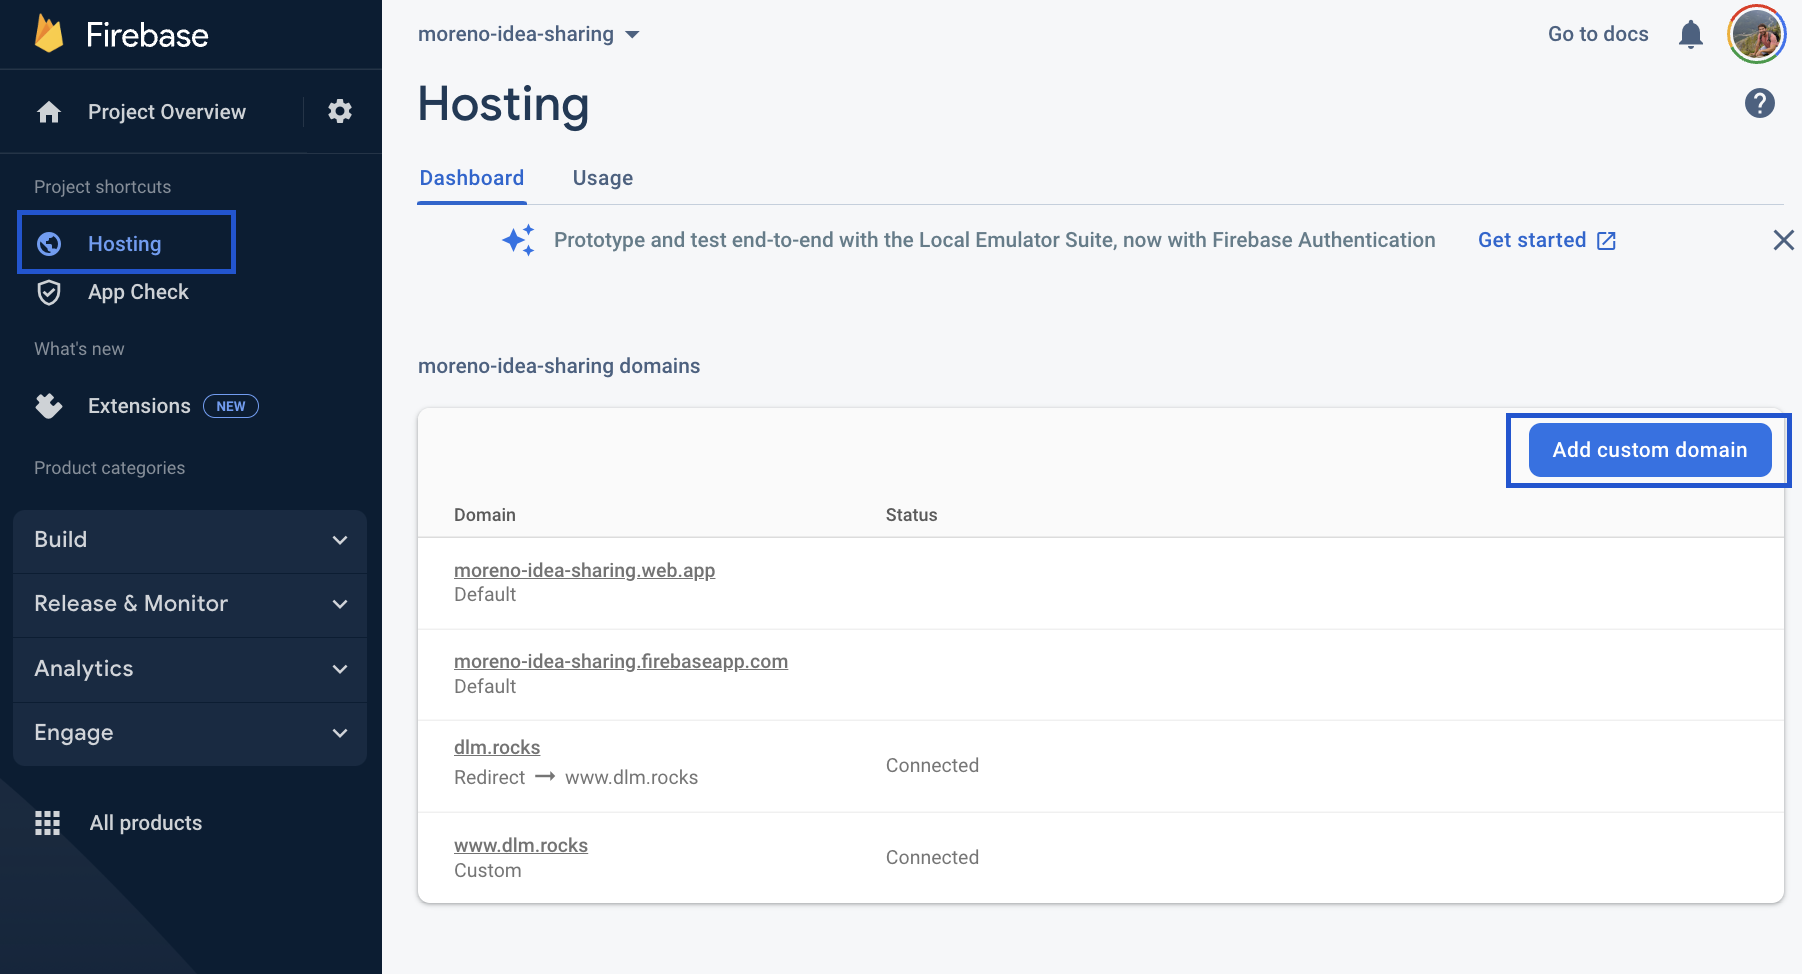 Firebase
Project Overview
Project shortcuts
Hosting
App Check
What's new
Extensions NEW
Product categories
Build
Release & Monitor
Analytics
Engage
All products
moreno-idea-sharing
Go to docs
Hosting
Dashboard Usage
Prototype and test end-to-end with the Local Emulator Suite, now with Firebase Authentication Get started
moreno-idea-sharing domains
Add custom domain
Domain Status
moreno-idea-sharing.web.app
Default
moreno-idea-sharing.firebaseapp.com
Default
dlm.rocks
Redirect → www.dlm.rocks
Connected
www.dlm.rocks
Custom
Connected